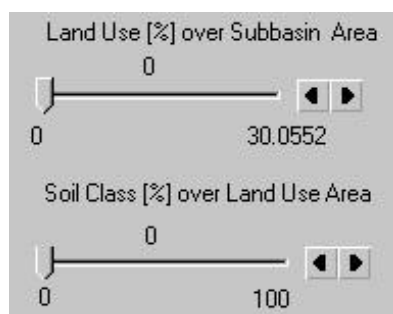 Land Use [%] over Subbasin Area
0
0 30.0552
Soil Class [%] over Land Use Area
0
0 100